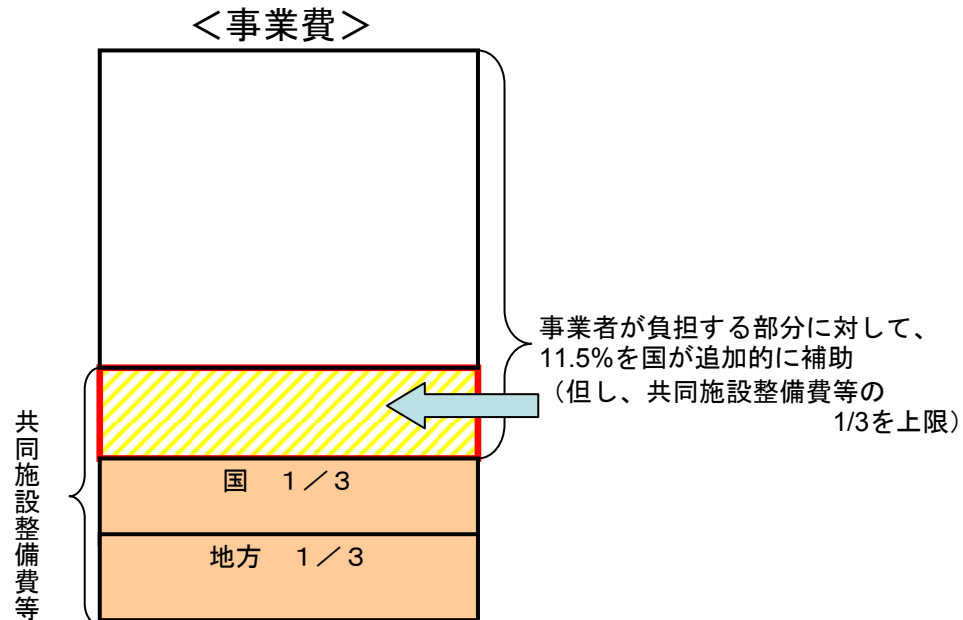 ＜事業費＞
事業者が負担する部分に対して、
11.5%を国が追加的に補助
（但し、共同施設整備費等の
1/3を上限）
共同施設整備費等
国　１／３
地方　１／３